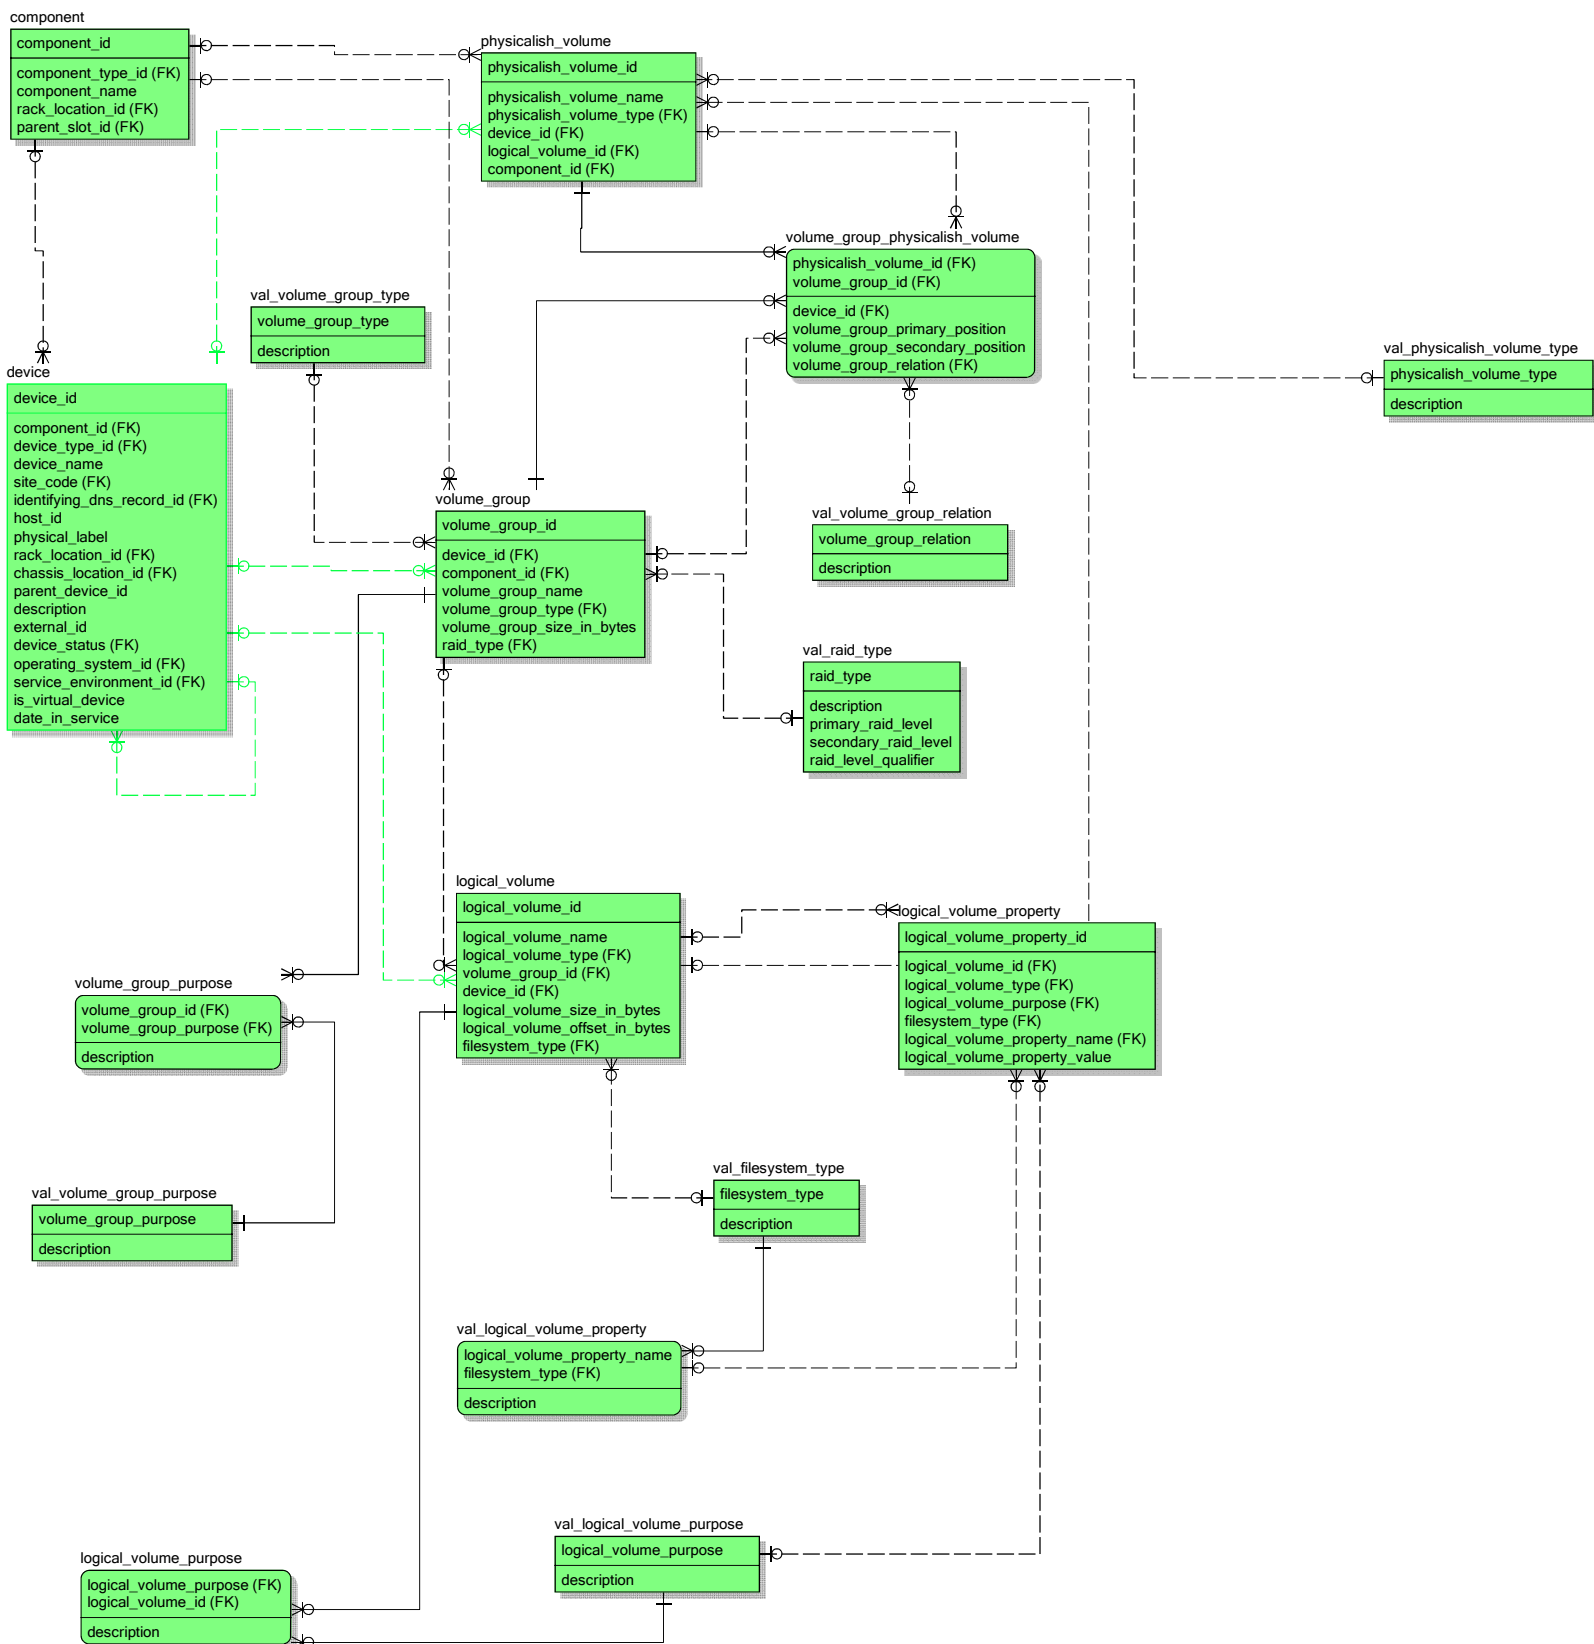 component
component_id
component_type_id (FK)
component_name
rack_location_id (FK)
parent_slot_id (FK)
physicalish_volume
physicalish_volume_id
physicalish_volume_name
physicalish_volume_type (FK)
device_id (FK)
logical_volume_id (FK)
component_id (FK)
volume_group_physicalish_volume
physicalish_volume_id (FK)
volume_group_id (FK)
device_id (FK)
volume_group_primary_position
volume_group_secondary_position
volume_group_relation (FK)
val_volume_group_type
volume_group_type
description
val_physicalish_volume_type
physicalish_volume_type
description
device
device_id
component_id (FK)
device_type_id (FK)
device_name
site_code (FK)
identifying_dns_record_id (FK)
host_id
physical_label
rack_location_id (FK)
chassis_location_id (FK)
parent_device_id
description
external_id
device_status (FK)
operating_system_id (FK)
service_environment_id (FK)
is_virtual_device
date_in_service
volume_group
volume_group_id
device_id (FK)
component_id (FK)
volume_group_name
volume_group_type (FK)
volume_group_size_in_bytes
raid_type (FK)
val_volume_group_relation
volume_group_relation
description
val_raid_type
raid_type
description
primary_raid_level
secondary_raid_level
raid_level_qualifier
logical_volume
logical_volume_id
logical_volume_name
logical_volume_type (FK)
volume_group_id (FK)
device_id (FK)
logical_volume_size_in_bytes
logical_volume_offset_in_bytes
filesystem_type (FK)
logical_volume_property
logical_volume_property_id
logical_volume_id (FK)
logical_volume_type (FK)
logical_volume_purpose (FK)
filesystem_type (FK)
logical_volume_property_name (FK)
logical_volume_property_value
volume_group_purpose
volume_group_id (FK)
volume_group_purpose (FK)
description
val_filesystem_type
filesystem_type
description
val_volume_group_purpose
volume_group_purpose
description
val_logical_volume_property
logical_volume_property_name
filesystem_type (FK)
description
val_logical_volume_purpose
logical_volume_purpose
description
logical_volume_purpose
logical_volume_purpose (FK)
logical_volume_id (FK)
description